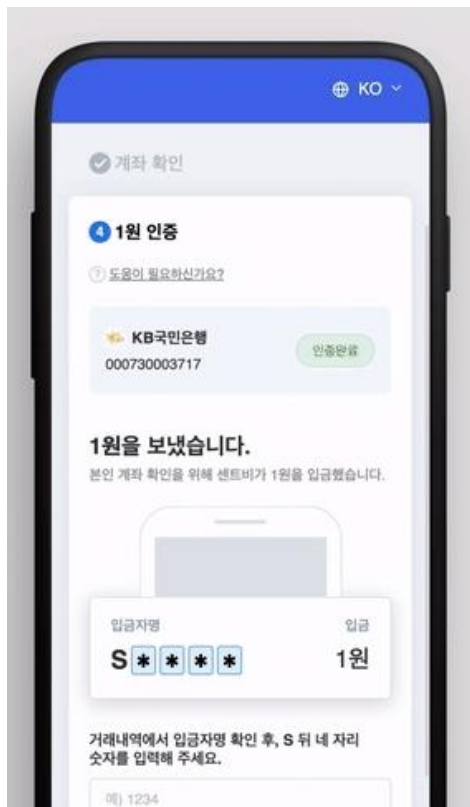 KO
계좌 확인
4 1원 인증
? 도움이 필요하신가요?
KB국민은행
인증완료
000730003717
1원을 보냈습니다.
본인 계좌 확인을 위해 센트비가 1원을 입금했습니다.
입금자명 입금
S**** 1원
거래내역에서 입금자명 확인 후, S 뒤 네 자리
숫자를 입력해 주세요.
예) 1234